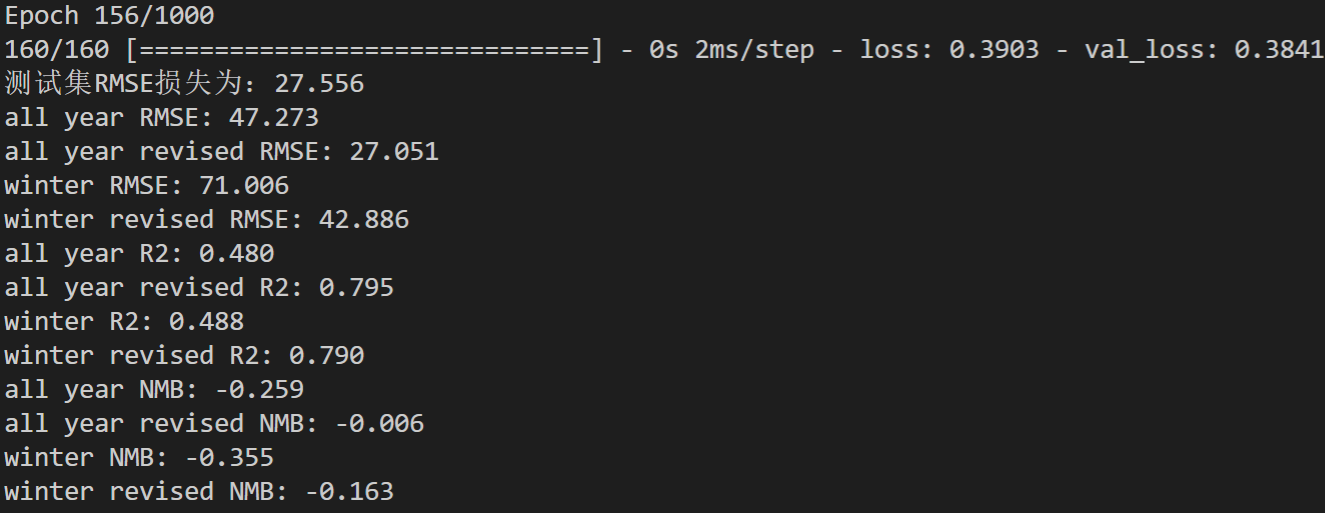 Epoch 156/1000
160/160 [==============================] - 0s 2ms/step - loss: 0.3903 - val_loss: 0.3841
测试集RMSE损失为：27.556
all year RMSE: 47.273
all year revised RMSE: 27.051
winter RMSE: 71.006
winter revised RMSE: 42.886
all year R2: 0.480
all year revised R2: 0.795
winter R2: 0.488
winter revised R2: 0.790
all year NMB: -0.259
all year revised NMB: -0.006
winter NMB: -0.355
winter revised NMB: -0.163